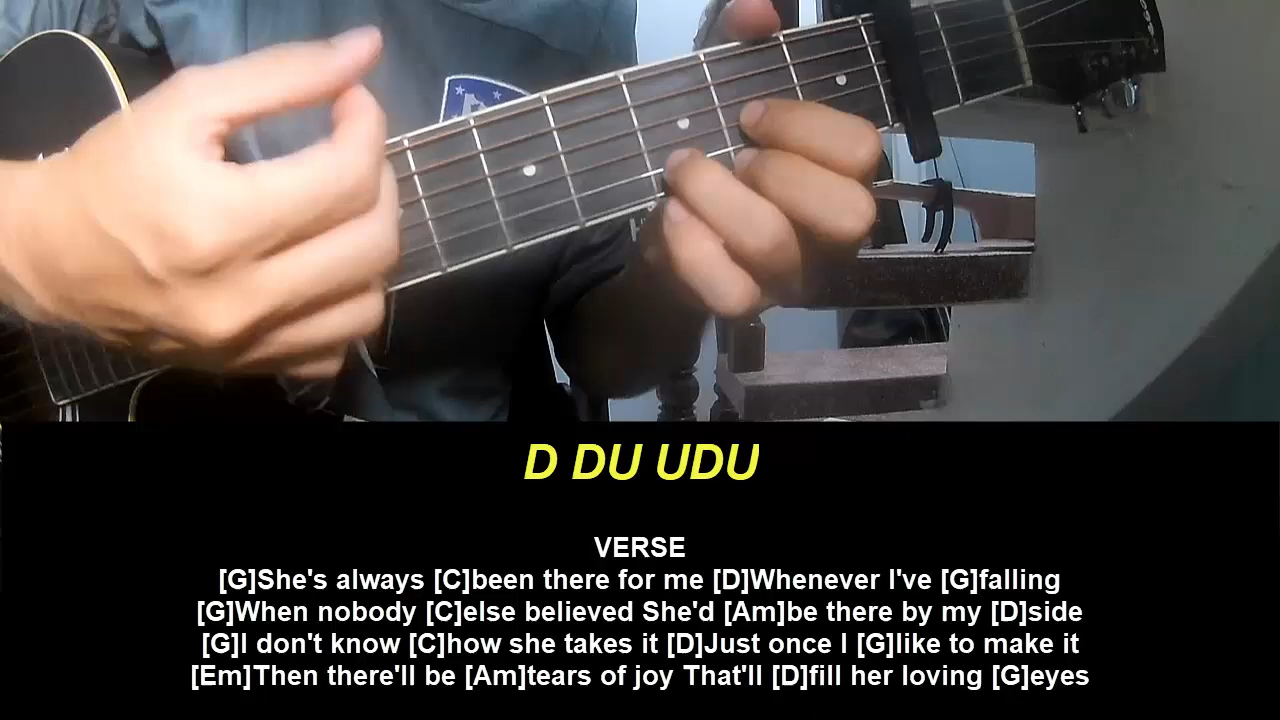 D DU UDU
VERSE
[G]She's always [C]been there for me [D]Whenever I've [G]falling
[G]When nobody [C]else believed She'd [Am]be there by my [D]side
[G]I don't know [C]how she takes it [D]Just once I [G]like to make it
[Em]Then there'll be [Am]tears of joy That'll [D]fill her loving [G]eyes